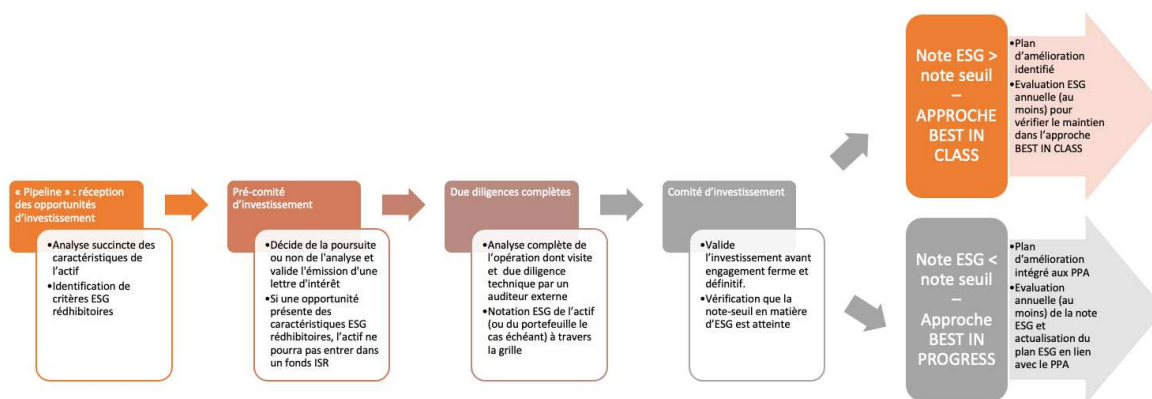 « Pipeline » : réception
des opportunités
d'investissement
•Analyse succincte des
caractéristiques de
l'actif
•Identification de
critères ESG
rédhibitoires
Pré-comité
d'investissement
•Décide de la poursuite
ou non de l'analyse et
valide l'émission d'une
lettre d'intérêt
•Si une opportunité
présente des
caractéristiques ESG
rédhibitoires, l'actif ne
pourra pas entrer dans
un fonds ISR
Due diligences complètes
•Analyse complète de
l'opération dont visite
et due diligence
technique par un
auditeur externe
•Notation ESG de l'actif
(ou du portefeuille le
cas échéant) à travers
la grille
Comité d'investissement
•Valide
l'investissement avant
engagement ferme et
définitif.
•Vérification que la
note-seuil en matière
d'ESG est atteinte
Note ESG >
note seuil
–
APPROCHE
BEST IN
CLASS
•Plan
d'amélioration
identifié
•Evaluation ESG
annuelle (au
moins) pour
vérifier le maintien
dans l'approche
BEST IN CLASS
Note ESG <
note seuil
–
Approche
BEST IN
PROGRESS
•Plan
d'amélioration
intégré aux PPA
•Evaluation
annuelle (au
moins) de la note
ESG et
actualisation du
plan ESG en lien
avec le PPA